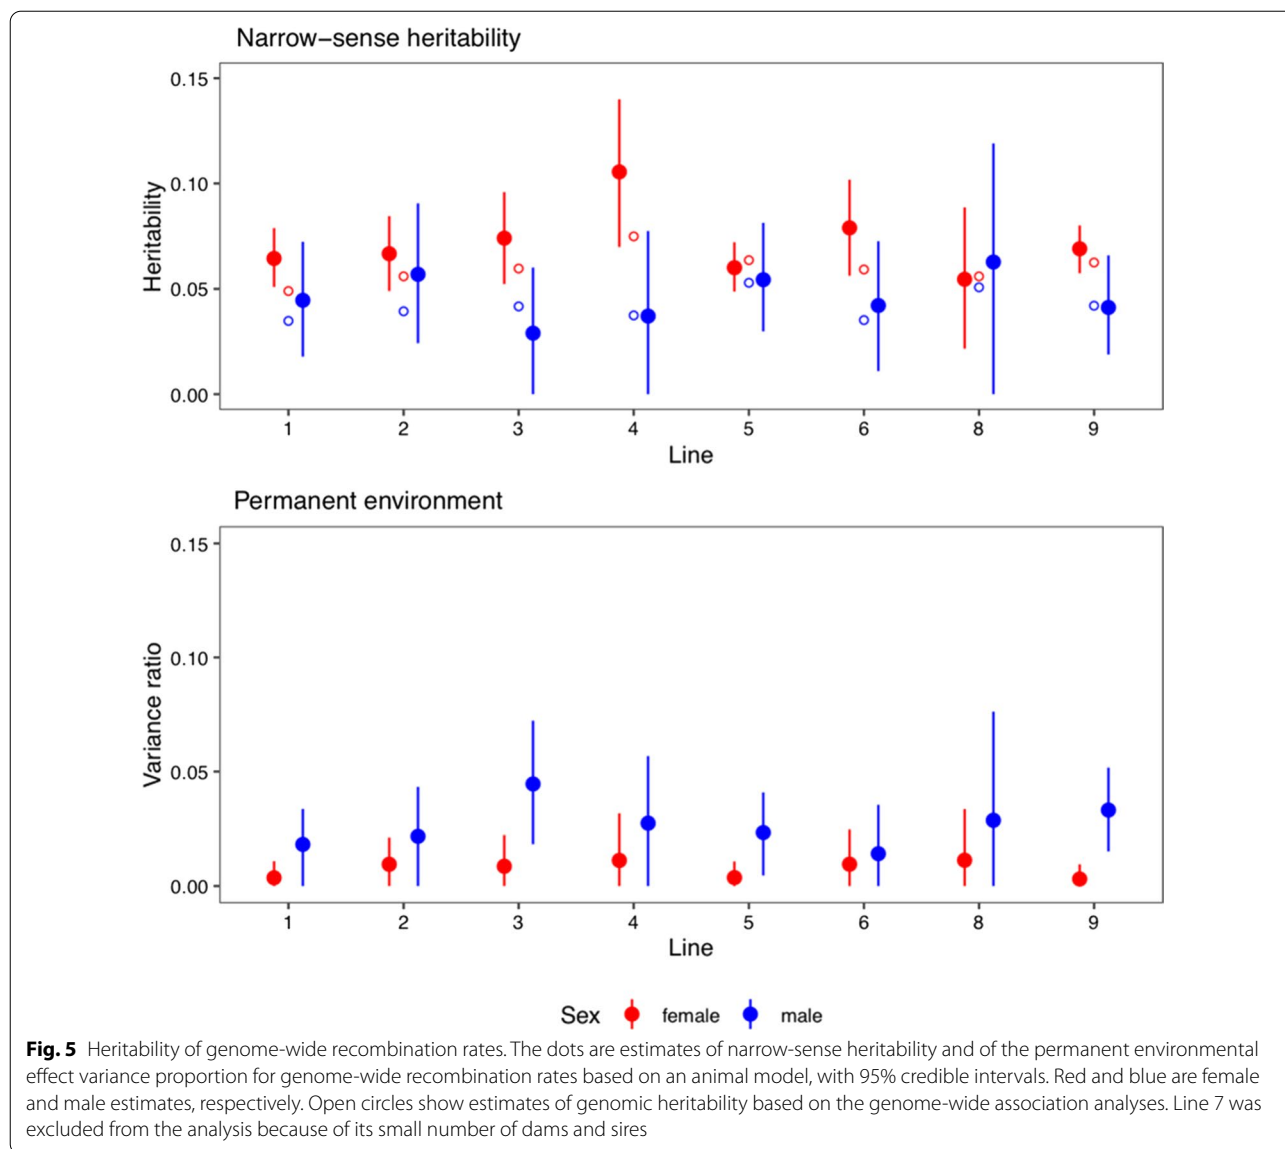 Narrow–sense heritability
0.15
0.10
0.05
0.00
Heritability
1 2 3 4 5 6 8 9
Line
Permanent environment
0.15
0.10
0.05
0.00
Variance ratio
1 2 3 4 5 6 8 9
Line
Sex female male
Fig. 5 Heritability of genome-wide recombination rates. The dots are estimates of narrow-sense heritability and of the permanent environmental
effect variance proportion for genome-wide recombination rates based on an animal model, with 95% credible intervals. Red and blue are female
and male estimates, respectively. Open circles show estimates of genomic heritability based on the genome-wide association analyses. Line 7 was
excluded from the analysis because of its small number of dams and sires